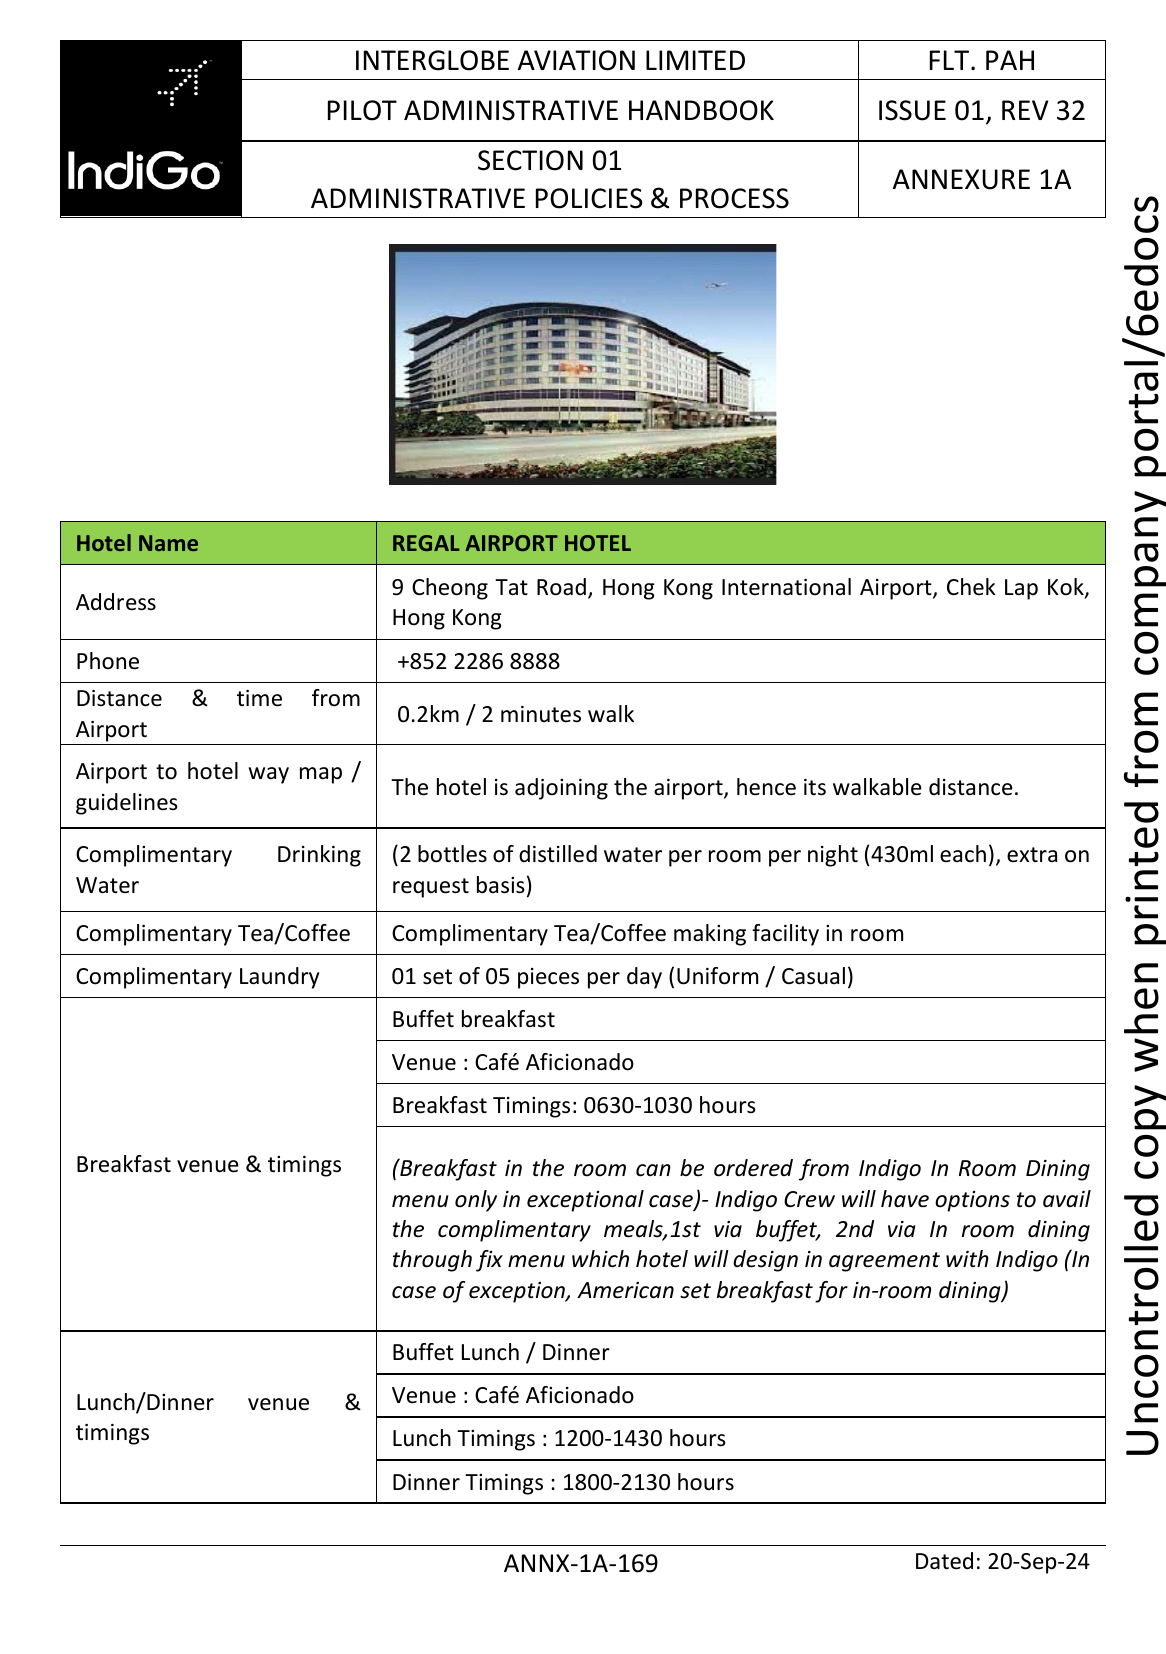 INTERGLOBE AVIATION LIMITED
FLT. PAH
PILOT ADMINISTRATIVE HANDBOOK
ISSUE 01, REV 32
IndiGo
SECTION 01
ADMINISTRATIVE POLICIES & PROCESS
ANNEXURE 1A
Hotel Name
REGAL AIRPORT HOTEL
Address
9 Cheong Tat Road, Hong Kong International Airport, Chek Lap Kok,
Hong Kong
Phone
+852 2286 8888
Distance & time from
Airport
0.2km / 2 minutes walk
Airport to hotel way map /
guidelines
The hotel is adjoining the airport, hence its walkable distance.
Complimentary Drinking
Water
(2 bottles of distilled water per room per night (430ml each), extra on
request basis)
Complimentary Tea/Coffee
Complimentary Tea/Coffee making facility in room
Complimentary Laundry
01 set of 05 pieces per day (Uniform / Casual)
Breakfast venue & timings
Buffet breakfast
Venue : Café Aficionado
Breakfast Timings: 0630-1030 hours
(Breakfast in the room can be ordered from Indigo In Room Dining
menu only in exceptional case)- Indigo Crew will have options to avail
the complimentary meals,1st via buffet, 2nd via In room dining
through fix menu which hotel will design in agreement with Indigo (In
case of exception, American set breakfast for in-room dining)
Lunch/Dinner venue &
timings
Buffet Lunch / Dinner
Venue : Café Aficionado
Lunch Timings : 1200-1430 hours
Dinner Timings : 1800-2130 hours
ANNX-1A-169
Dated: 20-Sep-24
Uncontrolled copy when printed from company portal/6edocs